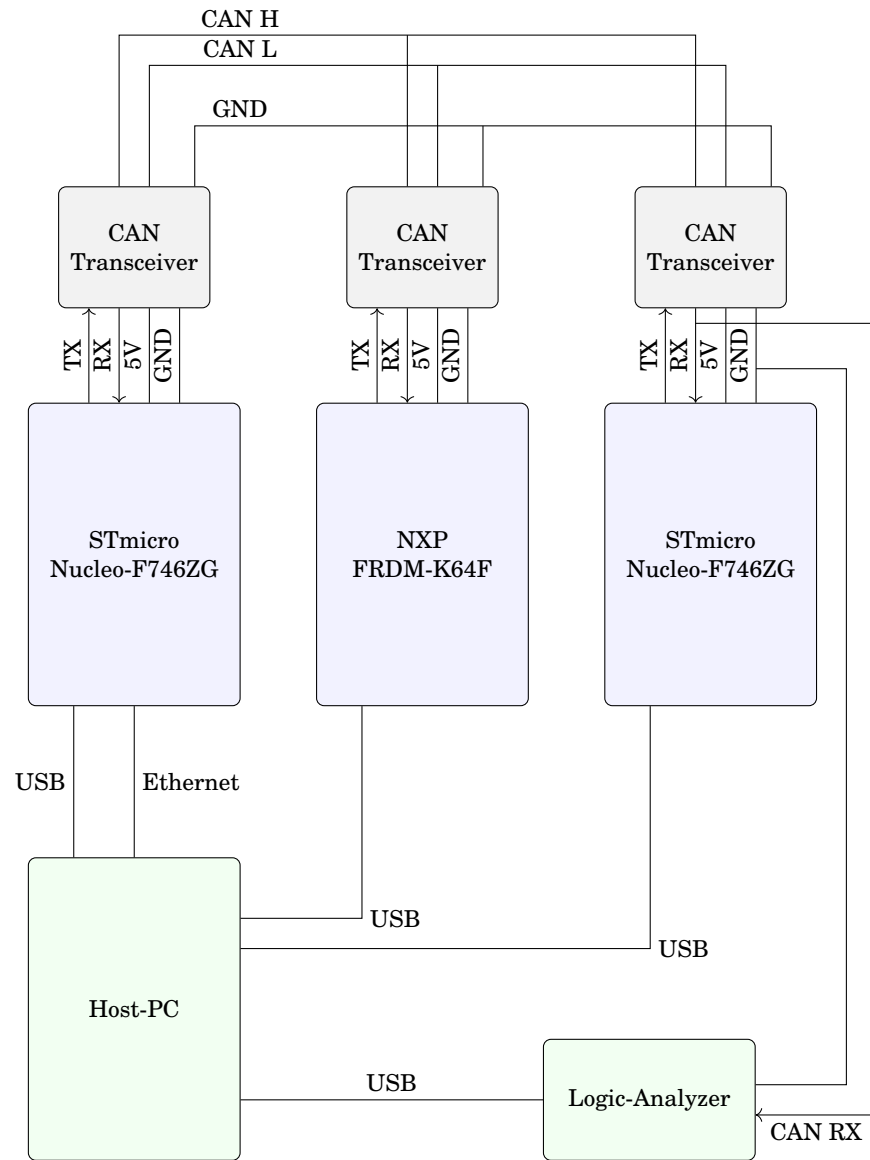 CAN H
CAN L
GND
CAN
Transceiver
CAN
Transceiver
CAN
Transceiver
TX
RX
5V
GND
TX
RX
5V
GND
TX
RX
5V
GND
STmicro
Nucleo-F746ZG
NXP
FRDM-K64F
STmicro
Nucleo-F746ZG
USB
Ethernet
USB
USB
Host-PC
USB
Logic-Analyzer
CAN RX